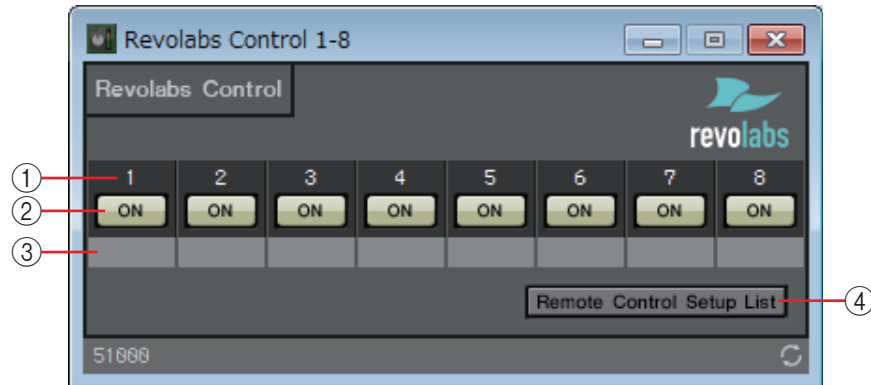 Revolabs Control 1-8
Revolabs Control
revolabs
① 1 2 3 4 5 6 7 8
② ON ON ON ON ON ON ON ON
③
Remote Control Setup List ④
51000